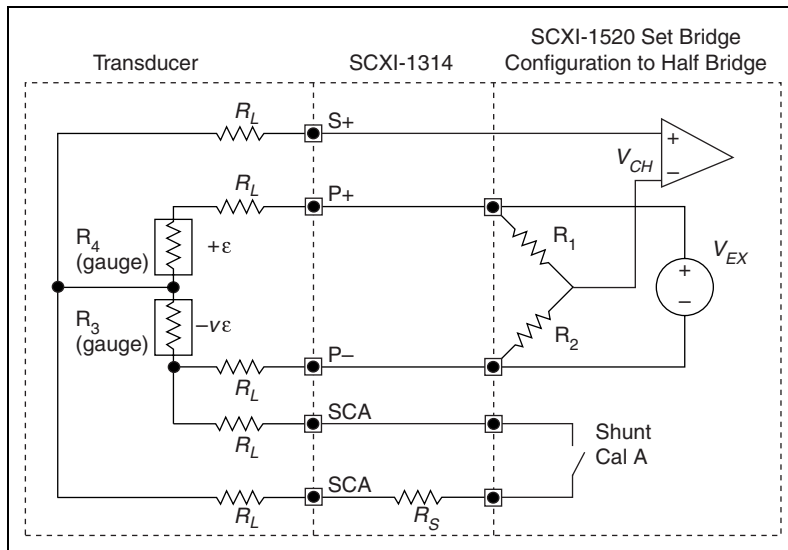 Transducer
SCXI-1314
SCXI-1520 Set Bridge
Configuration to Half Bridge
R_L
S+
+
–
V_CH
R_L
P+
R_4
(gauge)
+ε
R_1
V_EX
+
–
R_3
(gauge)
–vε
R_2
P–
R_L
SCA
R_L
Shunt
Cal A
SCA
R_L
R_S